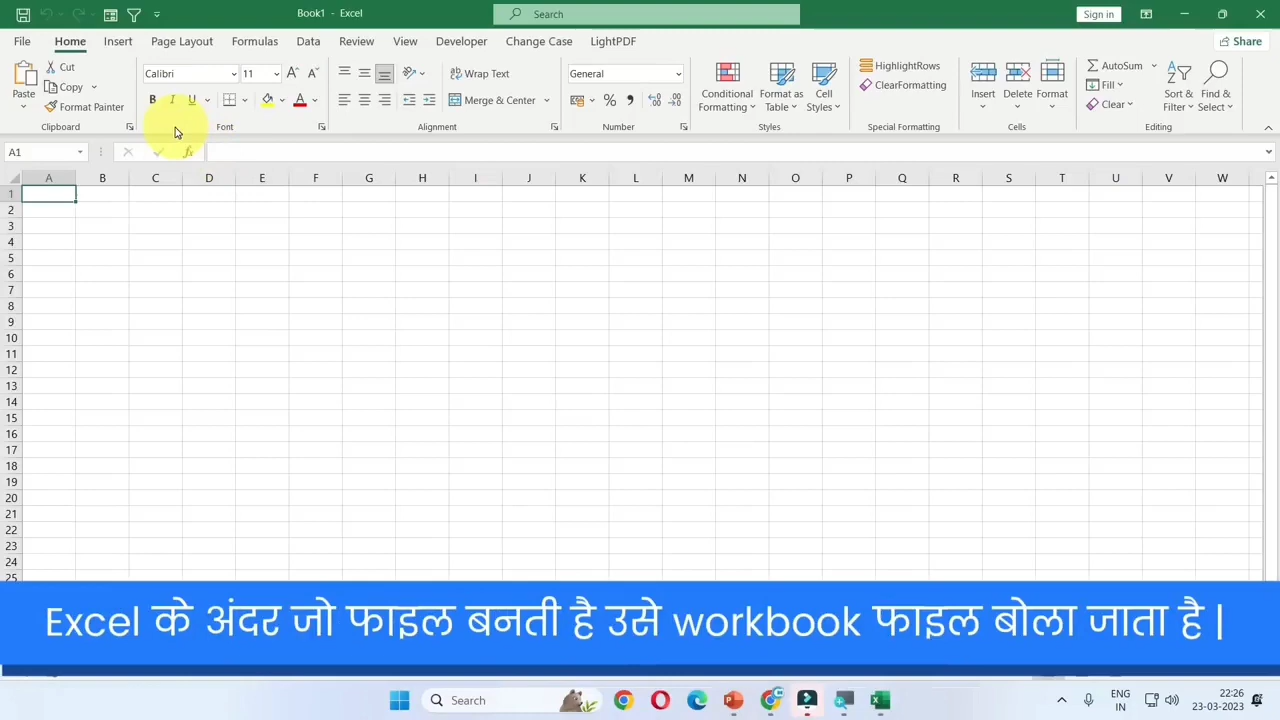 Book1 - Excel
Search
Sign in
File Home Insert Page Layout Formulas Data Review View Developer Change Case LightPDF Share
Paste
Cut
Copy
Format Painter
Clipboard
Calibri 11
B I U
Font
Wrap Text
Merge & Center
Alignment
General
%
Number
Conditional Formatting
Format as Table
Cell Styles
Styles
HighlightRows
ClearFormatting
Special Formatting
Insert
Delete
Format
Cells
AutoSum
Fill
Clear
Sort & Filter
Find & Select
Editing
A1 fx
A B C D E F G H I J K L M N O P Q R S T U V W
1
2
3
4
5
6
7
8
9
10
11
12
13
14
15
16
17
18
19
20
21
22
23
24
25
Excel के अंदर जो फाइल बनती है उसे workbook फाइल बोला जाता है |
Search
ENG
IN
22:26
23-03-2023